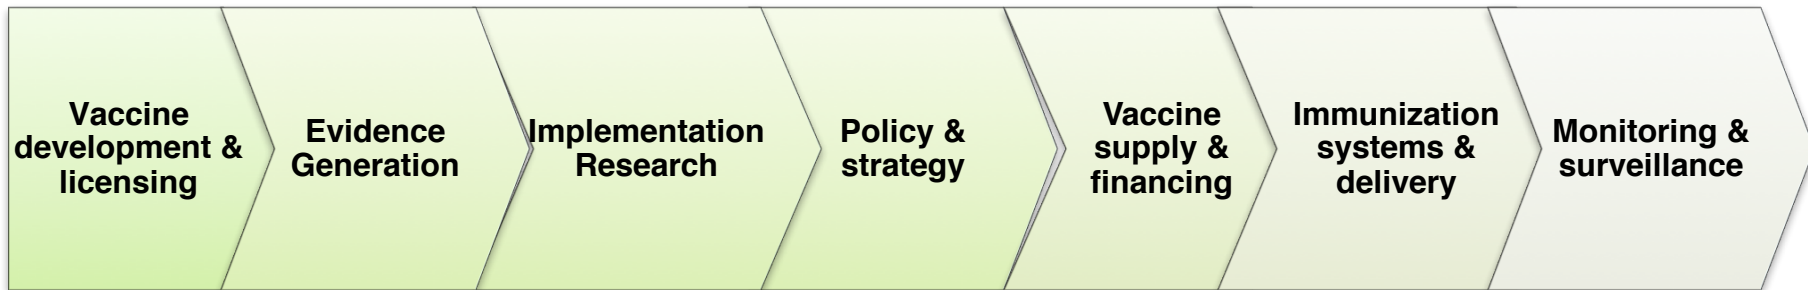 Vaccine
development &
licensing
Evidence
Generation
Implementation
Research
Policy &
strategy
Vaccine
supply &
financing
Immunization
systems &
delivery
Monitoring &
surveillance